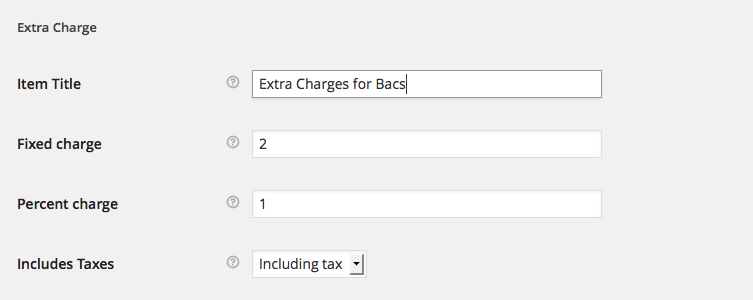 Extra Charge
Item Title ? Extra Charges for Bacs
Fixed charge ? 2
Percent charge ? 1
Includes Taxes ? Including tax